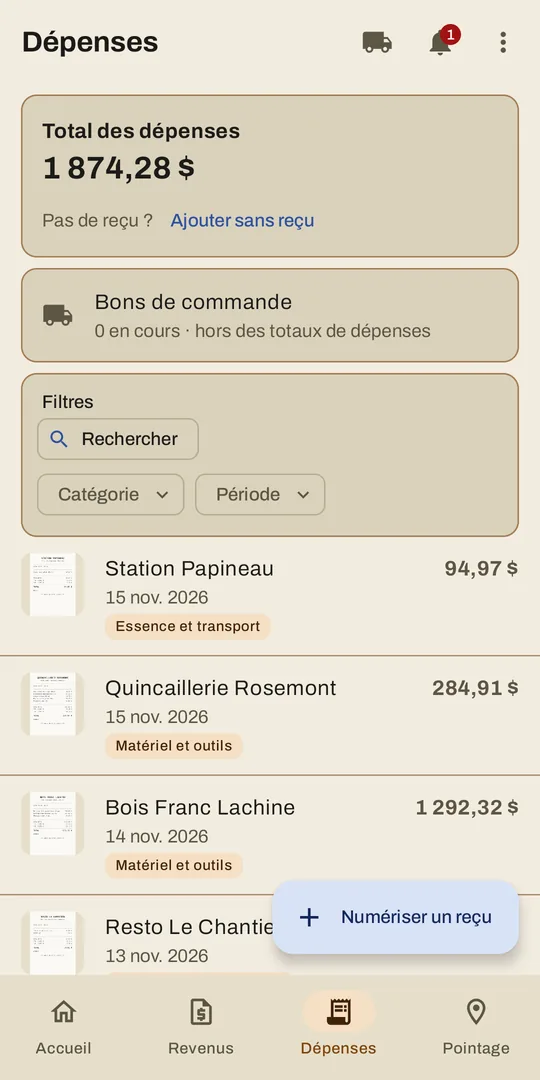 Dépenses
1
Total des dépenses
1 874,28 $
Pas de reçu ? Ajouter sans reçu
Bons de commande
0 en cours · hors des totaux de dépenses
Filtres
Rechercher
Catégorie
Période
Station Papineau
94,97 $
15 nov. 2026
Essence et transport
Quincaillerie Rosemont
284,91 $
15 nov. 2026
Matériel et outils
Bois Franc Lachine
1 292,32 $
14 nov. 2026
Matériel et outils
Resto Le Chantie
13 nov. 2026
Numériser un reçu
Accueil
Revenus
Dépenses
Pointage